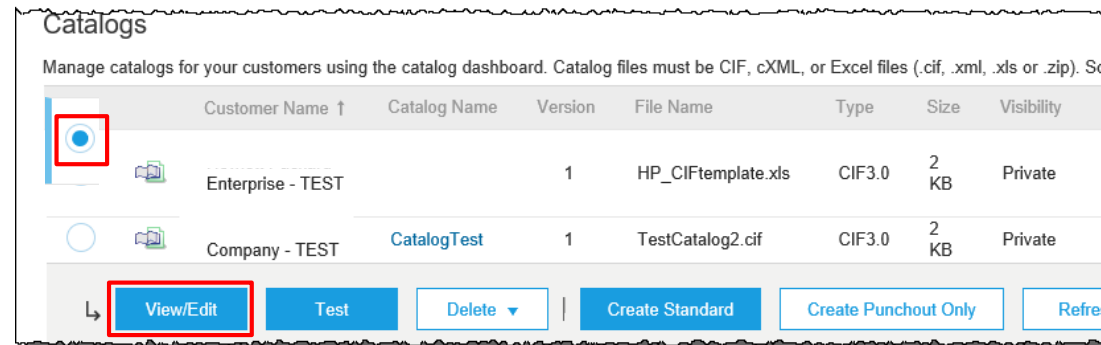 Catalogs
Manage catalogs for your customers using the catalog dashboard. Catalog files must be CIF, cXML, or Excel files (.cif, .xml, .xls or .zip).
Customer Name ↑ Catalog Name Version File Name Type Size Visibility
Enterprise - TEST 1 HP_CIFtemplate.xls CIF3.0 2 KB Private
Company - TEST CatalogTest 1 TestCatalog2.cif CIF3.0 2 KB Private
View/Edit Test Delete ▼ | Create Standard Create Punchout Only